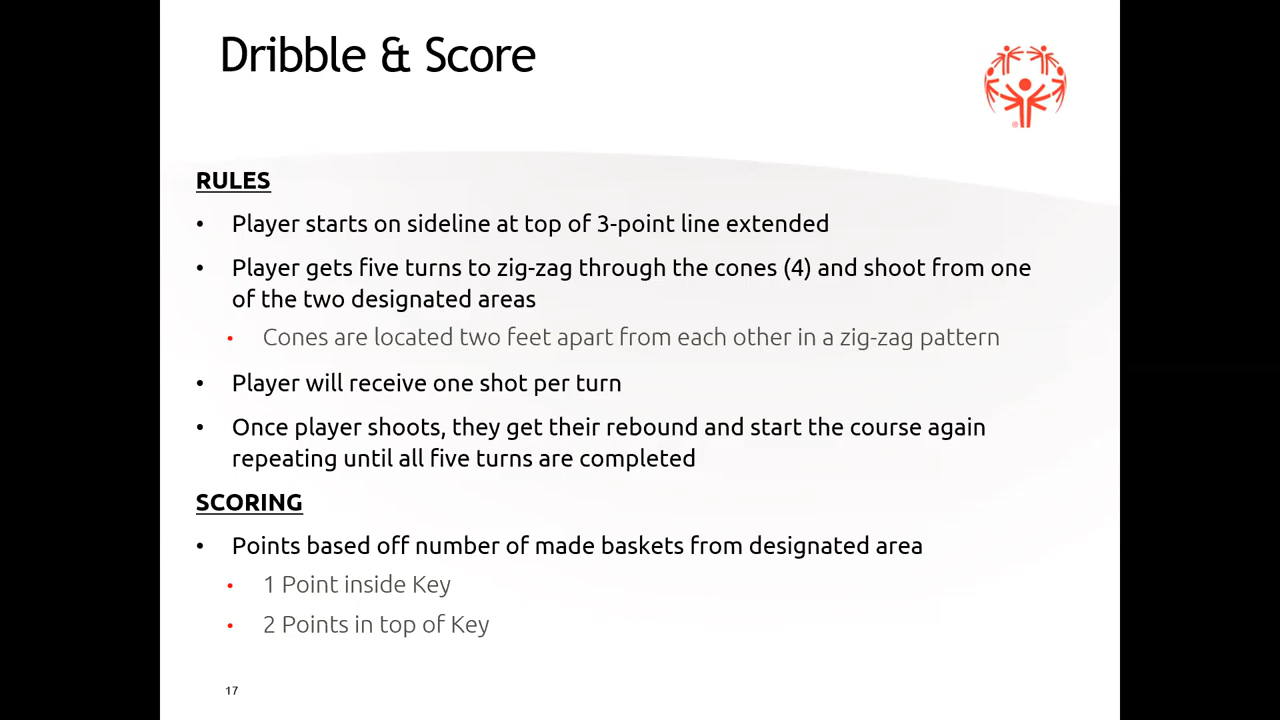 Dribble & Score
RULES
• Player starts on sideline at top of 3-point line extended
• Player gets five turns to zig-zag through the cones (4) and shoot from one
of the two designated areas
• Cones are located two feet apart from each other in a zig-zag pattern
• Player will receive one shot per turn
• Once player shoots, they get their rebound and start the course again
repeating until all five turns are completed
SCORING
• Points based off number of made baskets from designated area
• 1 Point inside Key
• 2 Points in top of Key
17